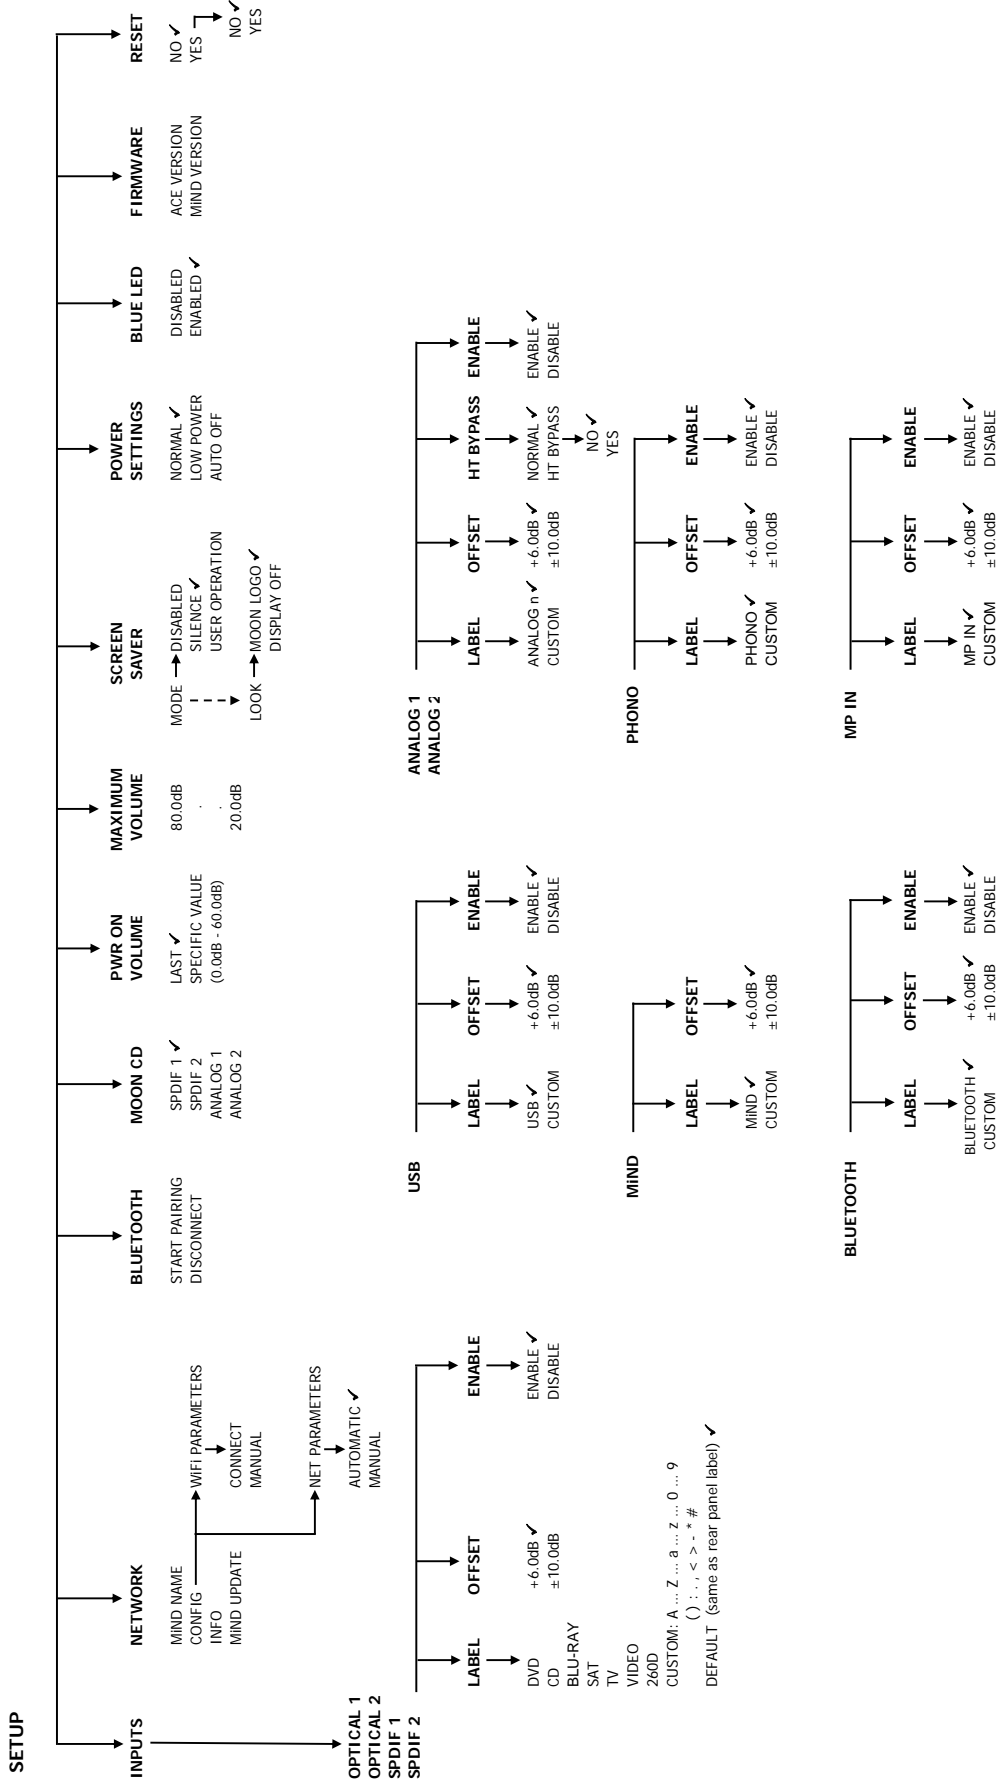 SETUP
INPUTS
NETWORK
MiND NAME
CONFIG
INFO
MiND UPDATE
WiFi PARAMETERS
CONNECT
MANUAL
NET PARAMETERS
AUTOMATIC ✓
MANUAL
BLUETOOTH
START PAIRING
DISCONNECT
MOON CD
SPDIF 1 ✓
SPDIF 2
ANALOG 1
ANALOG 2
PWR ON
VOLUME
LAST ✓
SPECIFIC VALUE
(0.0dB - 60.0dB)
MAXIMUM
VOLUME
80.0dB
.
.
20.0dB
SCREEN
SAVER
MODE
DISABLED
SILENCE ✓
USER OPERATION
LOOK
MOON LOGO ✓
DISPLAY OFF
POWER
SETTINGS
NORMAL ✓
LOW POWER
AUTO OFF
BLUE LED
DISABLED
ENABLED ✓
FIRMWARE
ACE VERSION
MiND VERSION
RESET
NO ✓
YES
NO ✓
YES
OPTICAL 1
OPTICAL 2
SPDIF 1
SPDIF 2
LABEL
DVD
CD
BLU-RAY
SAT
TV
VIDEO
260D
CUSTOM: A ... Z ... a ... z ... 0 ... 9
( ) : . , < > - * #
DEFAULT (same as rear panel label) ✓
OFFSET
+6.0dB ✓
±10.0dB
ENABLE
ENABLE ✓
DISABLE
USB
LABEL
USB ✓
CUSTOM
OFFSET
+6.0dB ✓
±10.0dB
ENABLE
ENABLE ✓
DISABLE
ANALOG 1
ANALOG 2
LABEL
ANALOG n ✓
CUSTOM
OFFSET
+6.0dB ✓
±10.0dB
HT BYPASS
NORMAL ✓
HT BYPASS
NO ✓
YES
ENABLE
ENABLE ✓
DISABLE
MiND
LABEL
MiND ✓
CUSTOM
OFFSET
+6.0dB ✓
±10.0dB
PHONO
LABEL
PHONO ✓
CUSTOM
OFFSET
+6.0dB ✓
±10.0dB
ENABLE
ENABLE ✓
DISABLE
BLUETOOTH
LABEL
BLUETOOTH ✓
CUSTOM
OFFSET
+6.0dB ✓
±10.0dB
ENABLE
ENABLE ✓
DISABLE
MP IN
LABEL
MP IN ✓
CUSTOM
OFFSET
+6.0dB ✓
±10.0dB
ENABLE
ENABLE ✓
DISABLE